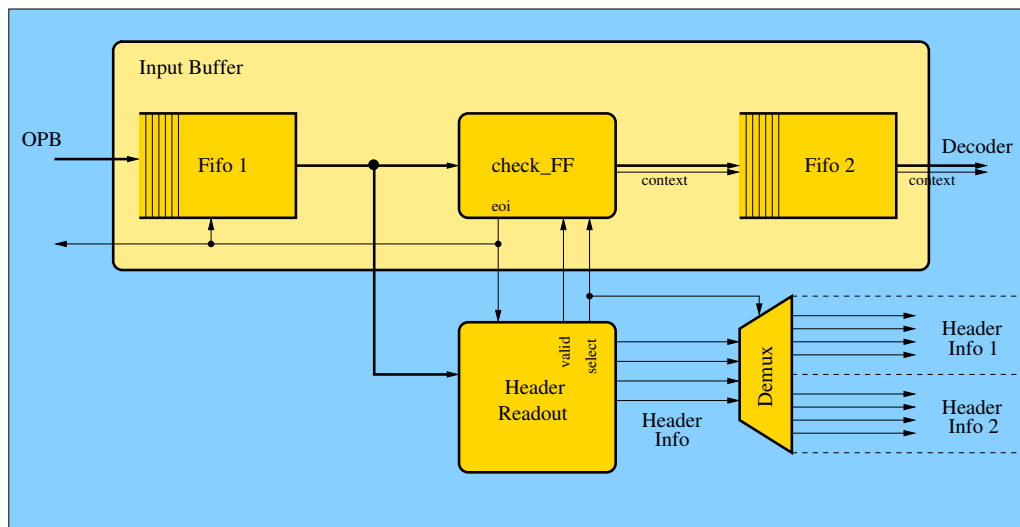 Input Buffer
OPB
Fifo 1
check_FF
eoi
context
Fifo 2
Decoder
context
valid
select
Header
Readout
Header
Info
Demux
Header
Info 1
Header
Info 2